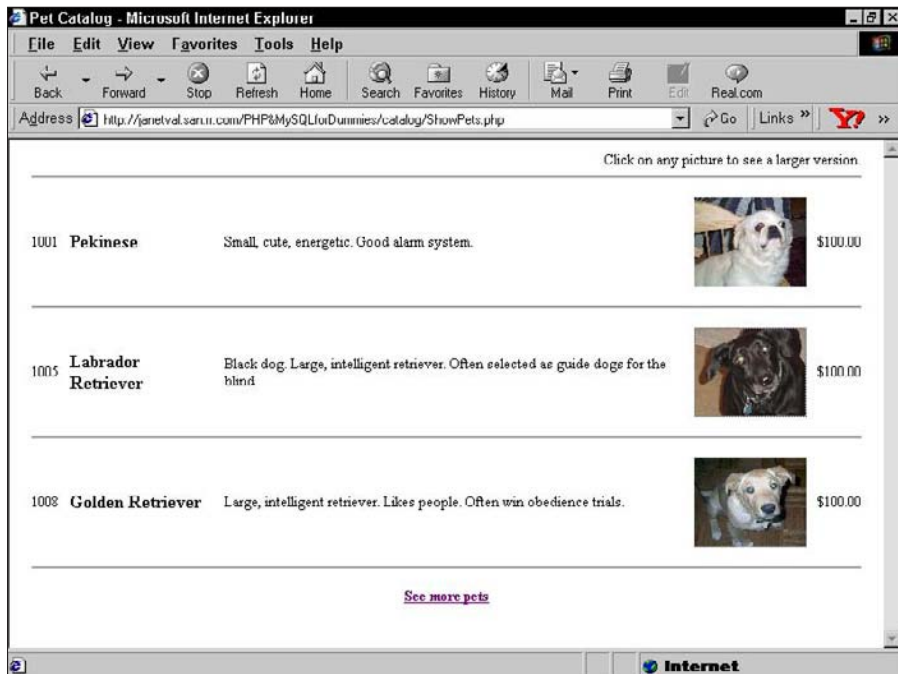 Pet Catalog - Microsoft Internet Explorer
File Edit View Favorites Tools Help
Back Forward Stop Refresh Home Search Favorites History Mail Print Edit Real.com
Address http://janetval.san.rr.com/PHP&MySQLforDummies/catalog/ShowPets.php Go Links » Y! »
Click on any picture to see a larger version.
1001 Pekinese Small, cute, energetic. Good alarm system. $100.00
1005 Labrador Retriever Black dog. Large, intelligent retriever. Often selected as guide dogs for the
blind $100.00
1008 Golden Retriever Large, intelligent retriever. Likes people. Often win obedience trials. $100.00
See more pets
Internet